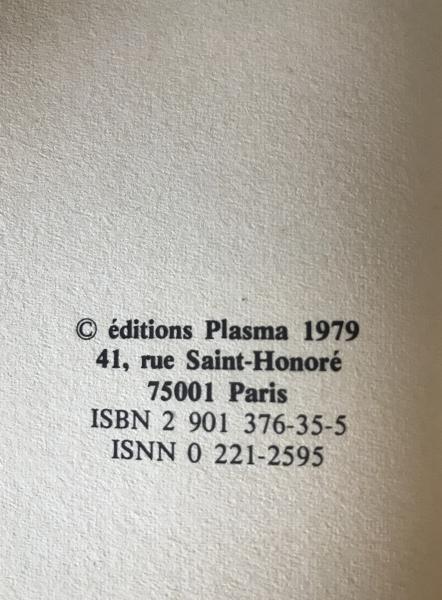 © éditions Plasma 1979
41, rue Saint-Honoré
75001 Paris
ISBN 2 901 376-35-5
ISNN 0 221-2595